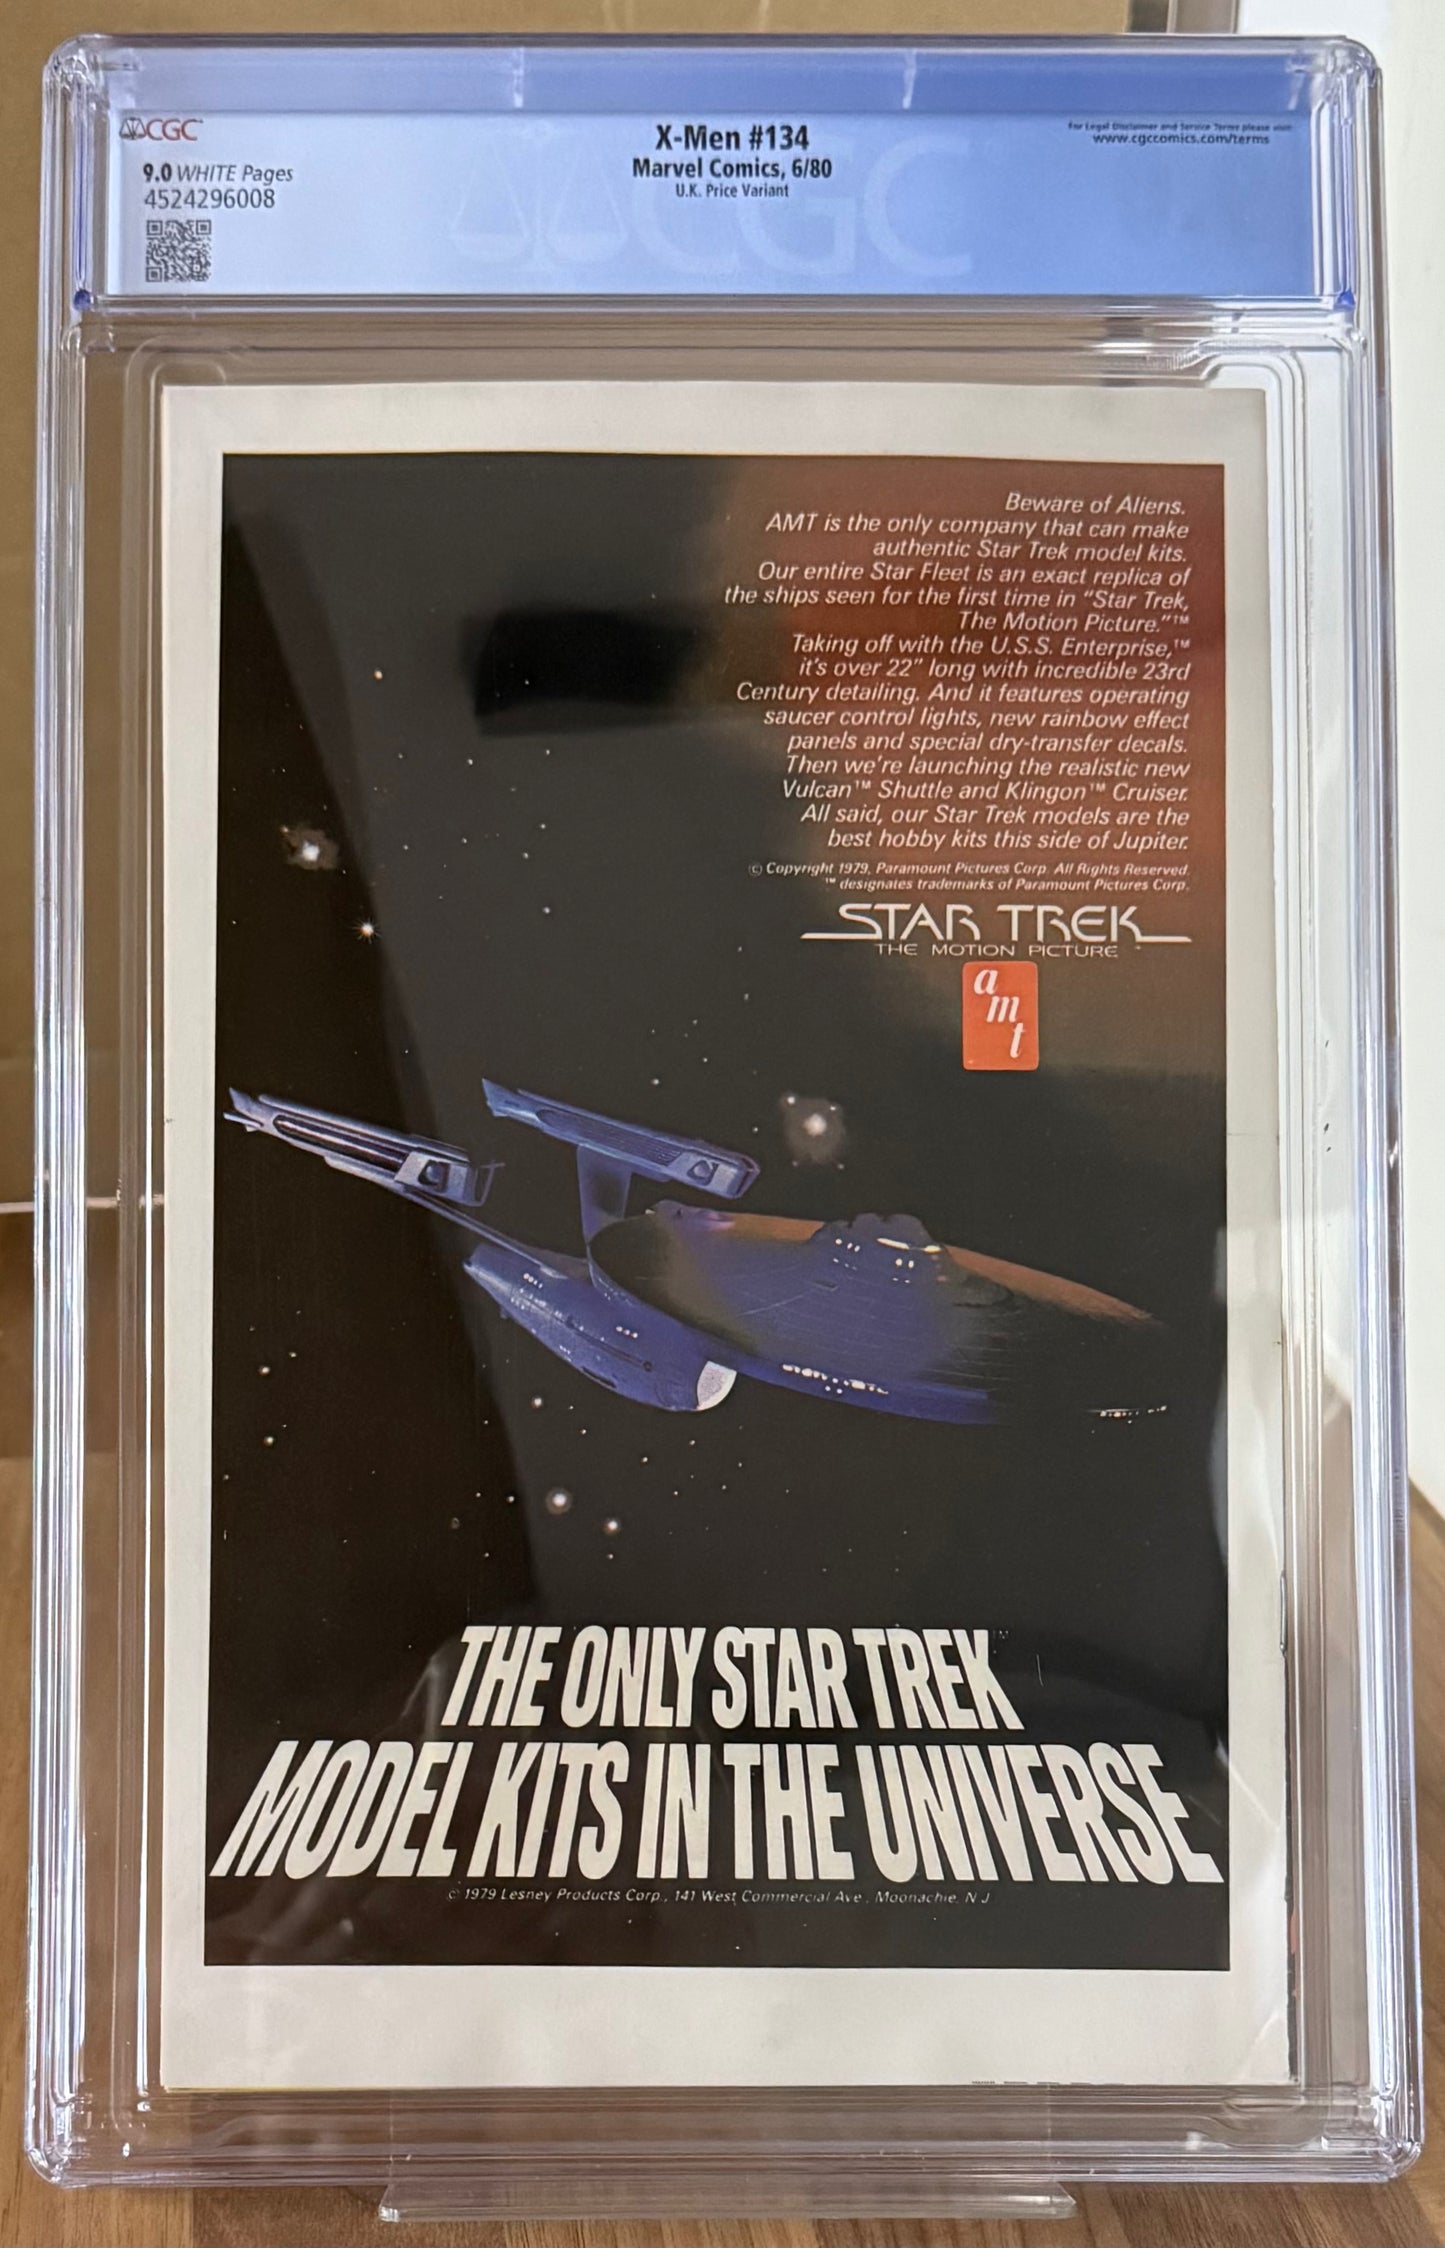 CGC
9.0 WHITE Pages
4524296008
X-Men #134
Marvel Comics, 6/80
U.K. Price Variant
For Legal Disclaimer and Service Terms please visit:
www.cgccomics.com/terms
CGC
Beware of Aliens.
AMT is the only company that can make
authentic Star Trek model kits.
Our entire Star Fleet is an exact replica of
the ships seen for the first time in "Star Trek,
The Motion Picture."™
Taking off with the U.S.S. Enterprise,™
it's over 22" long with incredible 23rd
Century detailing. And it features operating
saucer control lights, new rainbow effect
panels and special dry-transfer decals.
Then we're launching the realistic new
Vulcan™ Shuttle and Klingon™ Cruiser.
All said, our Star Trek models are the
best hobby kits this side of Jupiter.
© Copyright 1979, Paramount Pictures Corp. All Rights Reserved.
™ designates trademarks of Paramount Pictures Corp.
STAR TREK
THE MOTION PICTURE
amt
THE ONLY STAR TREK™
MODEL KITS IN THE UNIVERSE
© 1979 Lesney Products Corp., 141 West Commercial Ave., Moonachie, N.J.